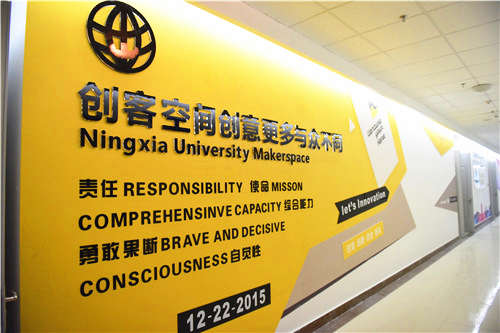 创客空间创意更多与众不同
Ningxia University Makerspace
责任 RESPONSIBILITY 使命 MISSON
COMPREHENSINVE CAPACITY 综合能力
勇敢果断 BRAVE AND DECISIVE
CONSCIOUSNESS 自觉性
12-22-2015
let's Innovation